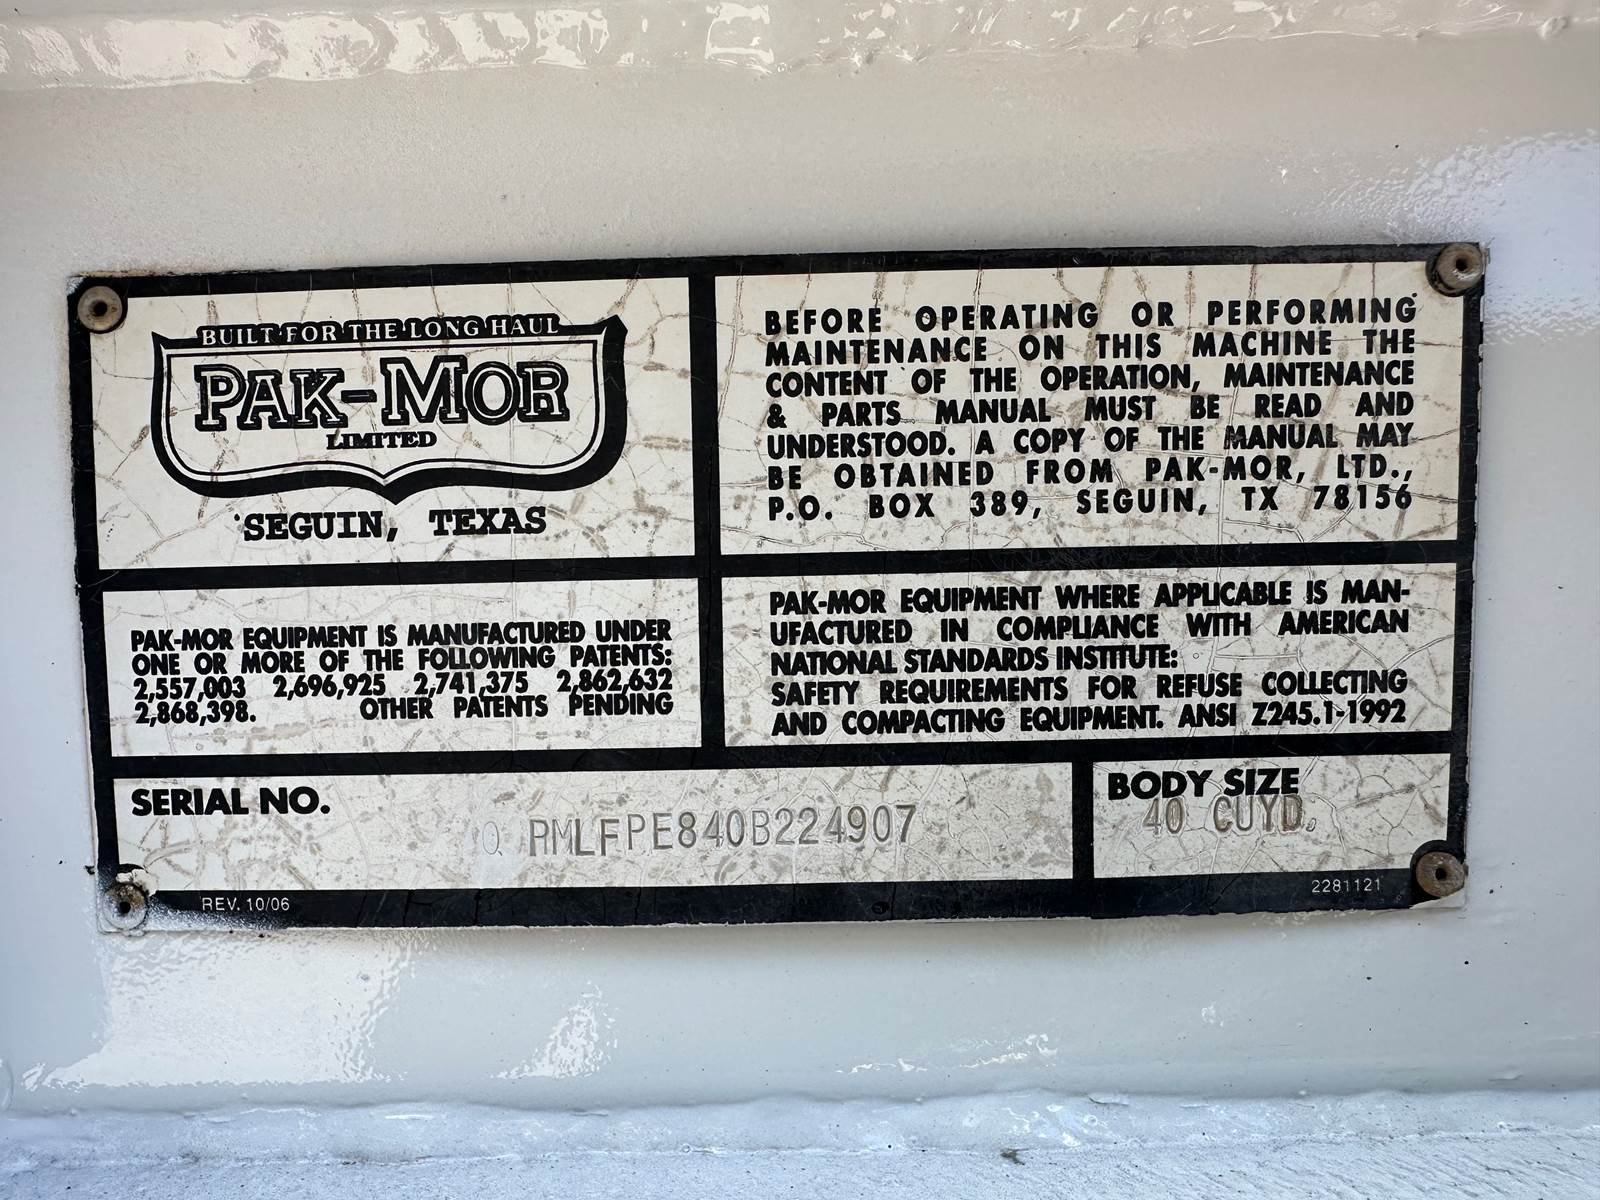 BUILT FOR THE LONG HAUL
PAK-MOR
LIMITED
SEGUIN, TEXAS
BEFORE OPERATING OR PERFORMING
MAINTENANCE ON THIS MACHINE THE
CONTENT OF THE OPERATION, MAINTENANCE
& PARTS MANUAL MUST BE READ AND
UNDERSTOOD. A COPY OF THE MANUAL MAY
BE OBTAINED FROM PAK-MOR, LTD.,
P.O. BOX 389, SEGUIN, TX 78156
PAK-MOR EQUIPMENT IS MANUFACTURED UNDER
ONE OR MORE OF THE FOLLOWING PATENTS:
2,557,003 2,696,925 2,741,375 2,862,632
2,868,398. OTHER PATENTS PENDING
PAK-MOR EQUIPMENT WHERE APPLICABLE IS MAN-
UFACTURED IN COMPLIANCE WITH AMERICAN
NATIONAL STANDARDS INSTITUTE:
SAFETY REQUIREMENTS FOR REFUSE COLLECTING
AND COMPACTING EQUIPMENT. ANSI Z245.1-1992
SERIAL NO.
RMLFPE840B224907
BODY SIZE
40 CUYD.
REV. 10/06
2281121